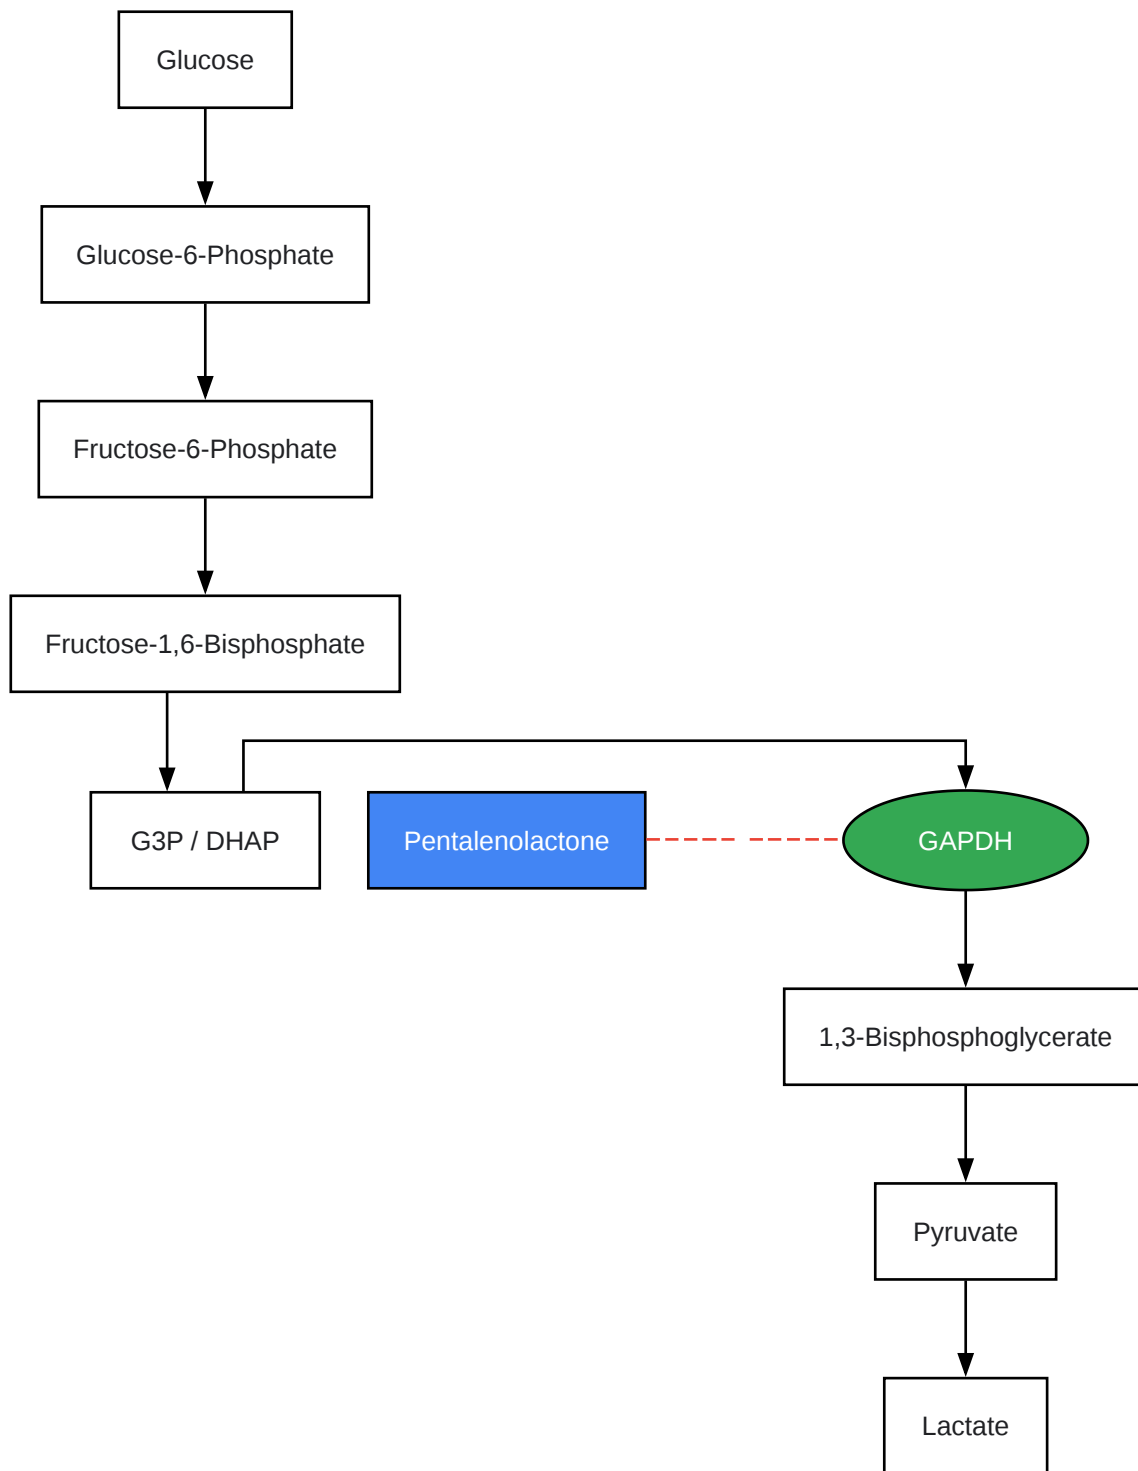 Glucose
Glucose-6-Phosphate
Fructose-6-Phosphate
Fructose-1,6-Bisphosphate
G3P / DHAP
Pentalenolactone
GAPDH
1,3-Bisphosphoglycerate
Pyruvate
Lactate